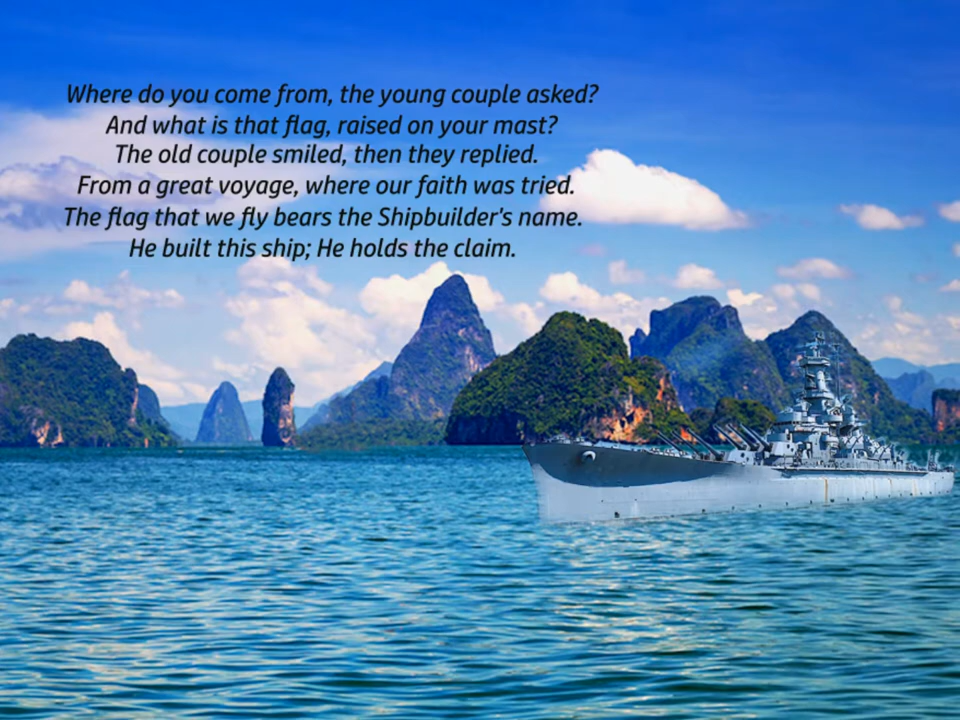 Where do you come from, the young couple asked?
And what is that flag, raised on your mast?
The old couple smiled, then they replied.
From a great voyage, where our faith was tried.
The flag that we fly bears the Shipbuilder's name.
He built this ship; He holds the claim.